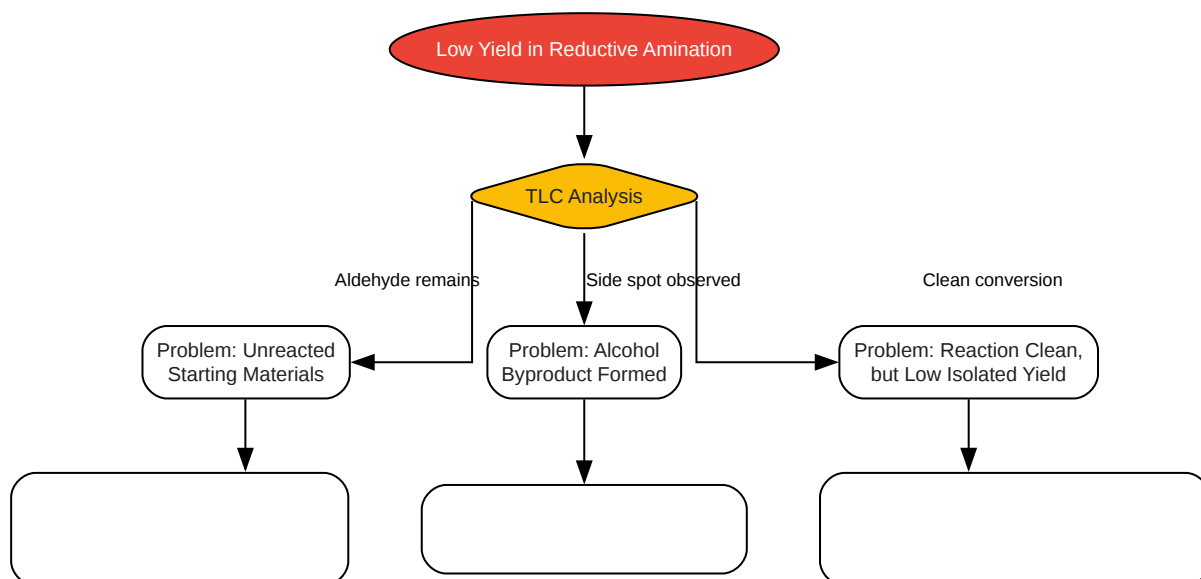 Low Yield in Reductive Amination
TLC Analysis
Aldehyde remains
Side spot observed
Clean conversion
Problem: Unreacted
Starting Materials
Problem: Alcohol
Byproduct Formed
Problem: Reaction Clean,
but Low Isolated Yield